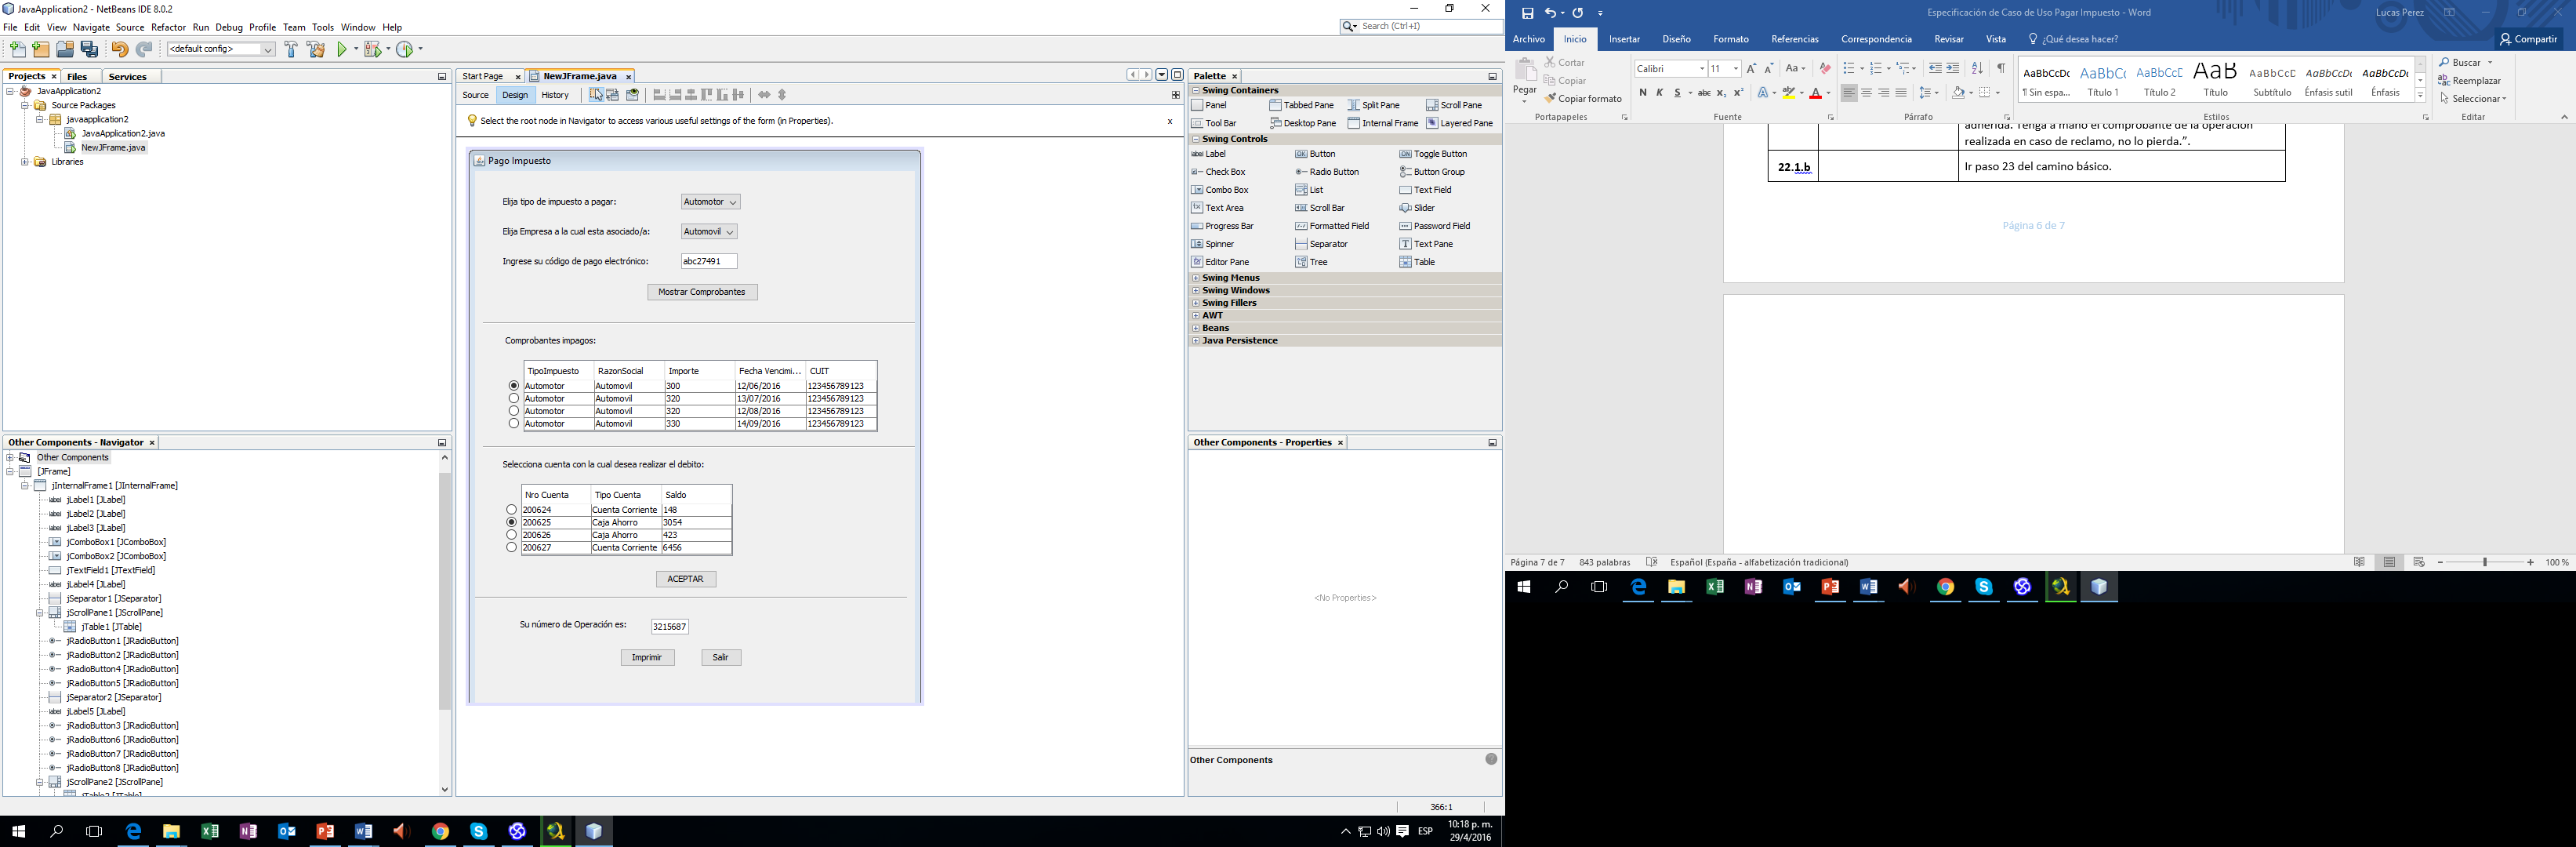 JavaApplication2 - NetBeans IDE 8.0.2
File Edit View Navigate Source Refactor Run Debug Profile Team Tools Window Help
Search (Ctrl+I)
<default config>
Projects Files Services
JavaApplication2
Source Packages
javaapplication2
JavaApplication2.java
NewJFrame.java
Libraries
Other Components - Navigator
Other Components
[JFrame]
jInternalFrame1 [JInternalFrame]
jLabel1 [JLabel]
jLabel2 [JLabel]
jLabel3 [JLabel]
jComboBox1 [JComboBox]
jComboBox2 [JComboBox]
jTextField1 [JTextField]
jLabel4 [JLabel]
jSeparator1 [JSeparator]
jScrollPane1 [JScrollPane]
jTable1 [JTable]
jRadioButton1 [JRadioButton]
jRadioButton2 [JRadioButton]
jRadioButton4 [JRadioButton]
jRadioButton5 [JRadioButton]
jSeparator2 [JSeparator]
jLabel5 [JLabel]
jRadioButton3 [JRadioButton]
jRadioButton6 [JRadioButton]
jRadioButton7 [JRadioButton]
jRadioButton8 [JRadioButton]
jScrollPane2 [JScrollPane]
jTable2 [JTable]
Start Page NewJFrame.java
Source Design History
Select the root node in Navigator to access various useful settings of the form (in Properties).
Pago Impuesto
Elija tipo de impuesto a pagar: Automotor
Elija Empresa a la cual esta asociado/a: Automovil
Ingrese su código de pago electrónico: abc27491
Mostrar Comprobantes
Comprobantes impagos:
TipoImpuesto RazonSocial Importe Fecha Vencimi... CUIT
Automotor Automovil 300 12/06/2016 123456789123
Automotor Automovil 320 13/07/2016 123456789123
Automotor Automovil 320 12/08/2016 123456789123
Automotor Automovil 330 14/09/2016 123456789123
Selecciona cuenta con la cual desea realizar el debito:
Nro Cuenta Tipo Cuenta Saldo
200624 Cuenta Corriente 148
200625 Caja Ahorro 3054
200626 Caja Ahorro 423
200627 Cuenta Corriente 6456
ACEPTAR
Su número de Operación es: 3215687
Imprimir Salir
Palette
Swing Containers
Panel Tabbed Pane Split Pane Scroll Pane
Tool Bar Desktop Pane Internal Frame Layered Pane
Swing Controls
Label Button Toggle Button
Check Box Radio Button Button Group
Combo Box List Text Field
Text Area Scroll Bar Slider
Progress Bar Formatted Field Password Field
Spinner Separator Text Pane
Editor Pane Tree Table
Swing Menus
Swing Windows
Swing Fillers
AWT
Beans
Java Persistence
Other Components - Properties
<No Properties>
Other Components
366:1
ESP
10:18 p. m.
29/4/2016
Especificación de Caso de Uso Pagar Impuesto - Word
Lucas Perez
Archivo Inicio Insertar Diseño Formato Referencias Correspondencia Revisar Vista ¿Qué desea hacer? Compartir
Pegar
Cortar
Copiar
Copiar formato
Portapapeles
Calibri 11
N K S abc x₂ x²
Fuente
Párrafo
AaBbCcDc AaBbCc AaBbCcE AaB AaBbCcD AaBbCcDc AaBbCcDc
¶ Sin espa... Título 1 Título 2 Título Subtítulo Énfasis sutil Énfasis
Estilos
Buscar
Reemplazar
Seleccionar
Editar
adherida. Tenga a mano el comprobante de la operación
realizada en caso de reclamo, no lo pierda.".
22.1.b Ir paso 23 del camino básico.
Página 6 de 7
Página 7 de 7 843 palabras Español (España - alfabetización tradicional) 100 %